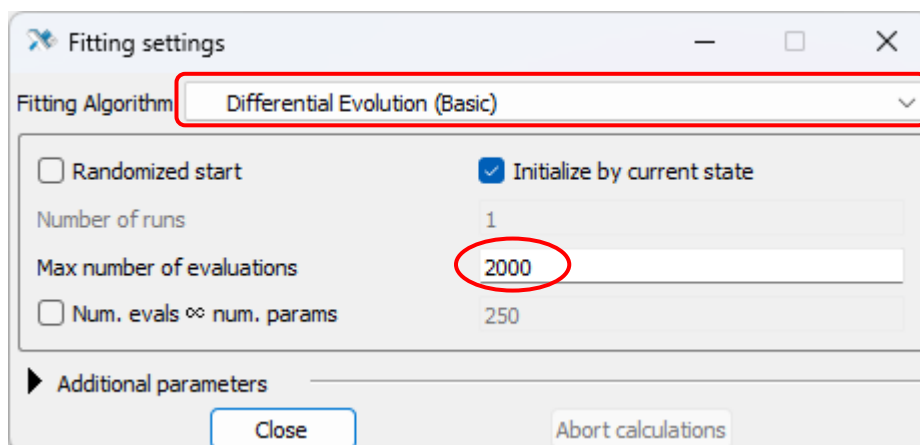 Fitting settings
Fitting Algorithm Differential Evolution (Basic)
Randomized start Initialize by current state
Number of runs 1
Max number of evaluations 2000
Num. evals ∞ num. params 250
Additional parameters
Close Abort calculations